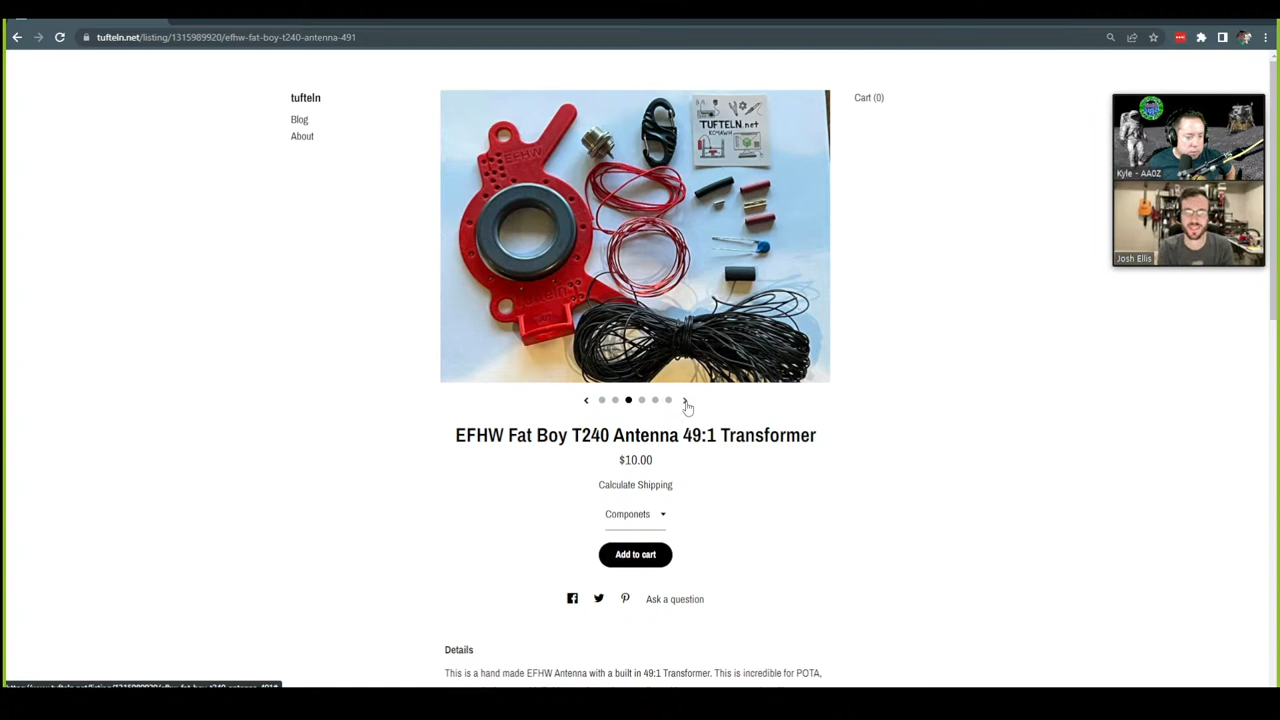 tufteln.net/listing/1315989920/efhw-fat-boy-t240-antenna-491
tufteln
Blog
About
Cart (0)
EFHW
TUFTELN.net
KC9AWH
Kyle - AA0Z
Josh Ellis
EFHW Fat Boy T240 Antenna 49:1 Transformer
$10.00
Calculate Shipping
Componets
Add to cart
Ask a question
Details
This is a hand made EFHW Antenna with a built in 49:1 Transformer. This is incredible for POTA,